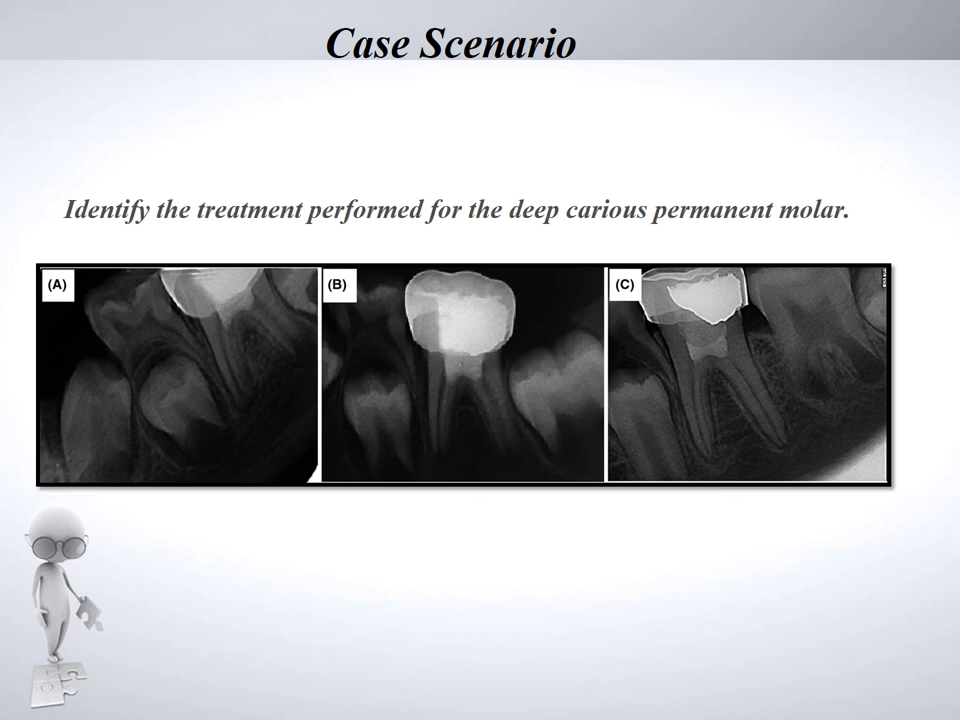 Case Scenario
Identify the treatment performed for the deep carious permanent molar.
(A)
(B)
(C)